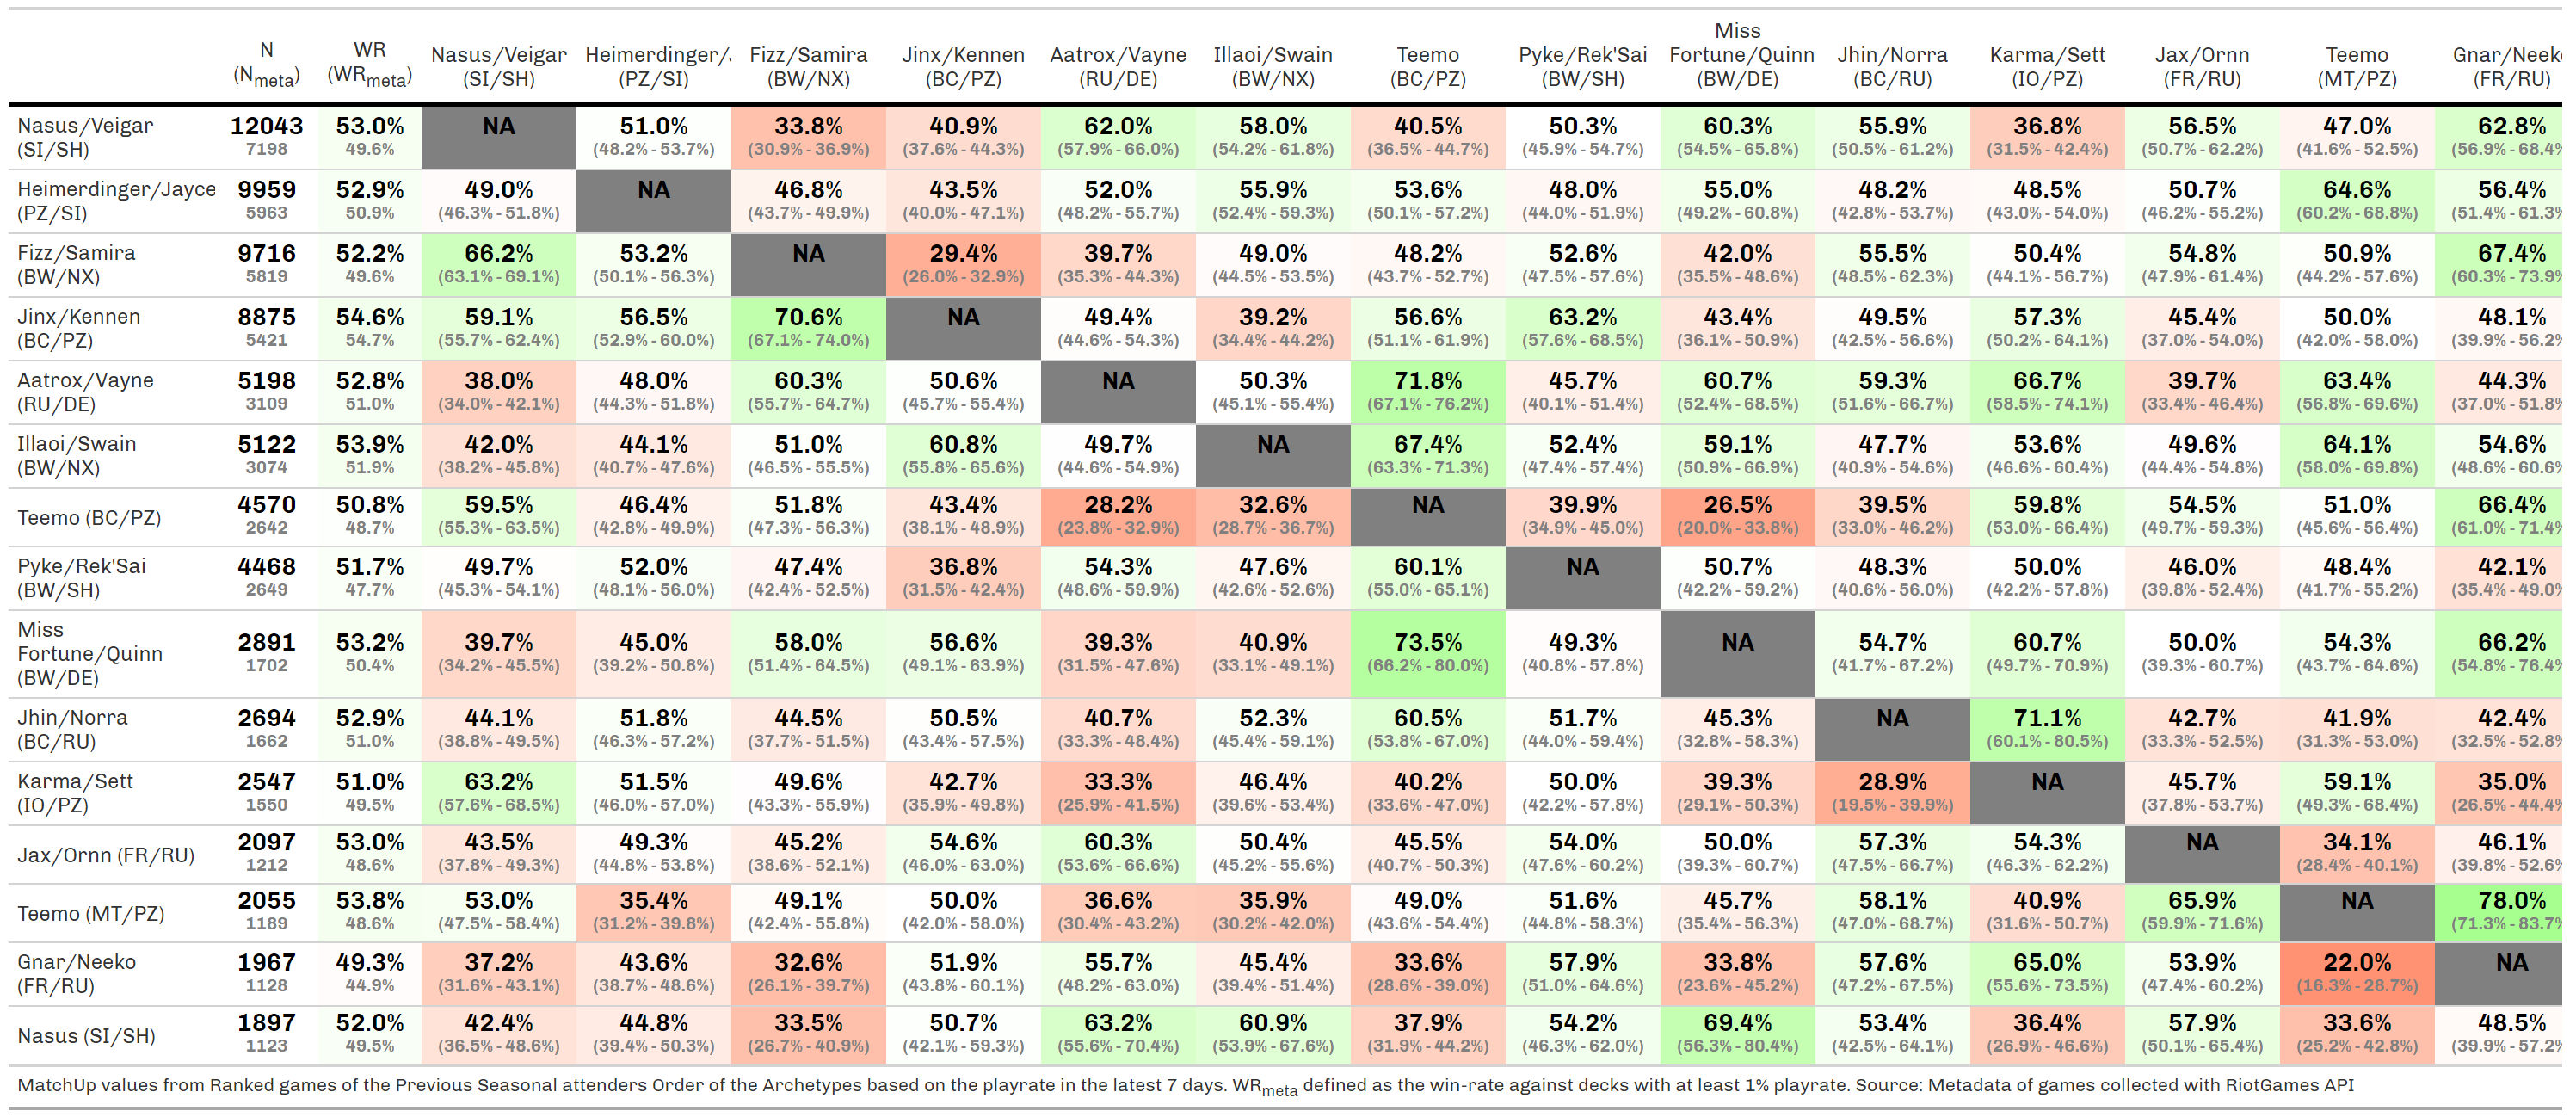 N
(Nmeta)
WR
(WRmeta)
Nasus/Veigar
(SI/SH)
Heimerdinger/
(PZ/SI)
Fizz/Samira
(BW/NX)
Jinx/Kennen
(BC/PZ)
Aatrox/Vayne
(RU/DE)
Illaoi/Swain
(BW/NX)
Teemo
(BC/PZ)
Pyke/Rek'Sai
(BW/SH)
Miss
Fortune/Quinn
(BW/DE)
Jhin/Norra
(BC/RU)
Karma/Sett
(IO/PZ)
Jax/Ornn
(FR/RU)
Teemo
(MT/PZ)
Gnar/Neeko
(FR/RU)
Nasus/Veigar 12043 53.0% NA 51.0% 33.8% 40.9% 62.0% 58.0% 40.5% 50.3% 60.3% 55.9% 36.8% 56.5% 47.0% 62.8%
(SI/SH) 7198 49.6% (48.2% - 53.7%) (30.9% - 36.9%) (37.6% - 44.3%) (57.9% - 66.0%) (54.2% - 61.8%) (36.5% - 44.7%) (45.9% - 54.7%) (54.5% - 65.8%) (50.5% - 61.2%) (31.5% - 42.4%) (50.7% - 62.2%) (41.6% - 52.5%) (56.9% - 68.4%
Heimerdinger/Jayce 9959 52.9% 49.0% NA 46.8% 43.5% 52.0% 55.9% 53.6% 48.0% 55.0% 48.2% 48.5% 50.7% 64.6% 56.4%
(PZ/SI) 5963 50.9% (46.3% - 51.8%) (43.7% - 49.9%) (40.0% - 47.1%) (48.2% - 55.7%) (52.4% - 59.3%) (50.1% - 57.2%) (44.0% - 51.9%) (49.2% - 60.8%) (42.8% - 53.7%) (43.0% - 54.0%) (46.2% - 55.2%) (60.2% - 68.8%) (51.4% - 61.3%
Fizz/Samira 9716 52.2% 66.2% 53.2% NA 29.4% 39.7% 49.0% 48.2% 52.6% 42.0% 55.5% 50.4% 54.8% 50.9% 67.4%
(BW/NX) 5819 49.6% (63.1% - 69.1%) (50.1% - 56.3%) (26.0% - 32.9%) (35.3% - 44.3%) (44.5% - 53.5%) (43.7% - 52.7%) (47.5% - 57.6%) (35.5% - 48.6%) (48.5% - 62.3%) (44.1% - 56.7%) (47.9% - 61.4%) (44.2% - 57.6%) (60.3% - 73.9%
Jinx/Kennen 8875 54.6% 59.1% 56.5% 70.6% NA 49.4% 39.2% 56.6% 63.2% 43.4% 49.5% 57.3% 45.4% 50.0% 48.1%
(BC/PZ) 5421 54.7% (55.7% - 62.4%) (52.9% - 60.0%) (67.1% - 74.0%) (44.6% - 54.3%) (34.4% - 44.2%) (51.1% - 61.9%) (57.6% - 68.5%) (36.1% - 50.9%) (42.5% - 56.6%) (50.2% - 64.1%) (37.0% - 54.0%) (42.0% - 58.0%) (39.9% - 56.2%
Aatrox/Vayne 5198 52.8% 38.0% 48.0% 60.3% 50.6% NA 50.3% 71.8% 45.7% 60.7% 59.3% 66.7% 39.7% 63.4% 44.3%
(RU/DE) 3109 51.0% (34.0% - 42.1%) (44.3% - 51.8%) (55.7% - 64.7%) (45.7% - 55.4%) (45.1% - 55.4%) (67.1% - 76.2%) (40.1% - 51.4%) (52.4% - 68.5%) (51.6% - 66.7%) (58.5% - 74.1%) (33.4% - 46.4%) (56.8% - 69.6%) (37.0% - 51.8%
Illaoi/Swain 5122 53.9% 42.0% 44.1% 51.0% 60.8% 49.7% NA 67.4% 52.4% 59.1% 47.7% 53.6% 49.6% 64.1% 54.6%
(BW/NX) 3074 51.9% (38.2% - 45.8%) (40.7% - 47.6%) (46.5% - 55.5%) (55.8% - 65.6%) (44.6% - 54.9%) (63.3% - 71.3%) (47.4% - 57.4%) (50.9% - 66.9%) (40.9% - 54.6%) (46.6% - 60.4%) (44.4% - 54.8%) (58.0% - 69.8%) (48.6% - 60.6%
Teemo (BC/PZ) 4570 50.8% 59.5% 46.4% 51.8% 43.4% 28.2% 32.6% NA 39.9% 26.5% 39.5% 59.8% 54.5% 51.0% 66.4%
2642 48.7% (55.3% - 63.5%) (42.8% - 49.9%) (47.3% - 56.3%) (38.1% - 48.9%) (23.8% - 32.9%) (28.7% - 36.7%) (34.9% - 45.0%) (20.0% - 33.8%) (33.0% - 46.2%) (53.0% - 66.4%) (49.7% - 59.3%) (45.6% - 56.4%) (61.0% - 71.4%
Pyke/Rek'Sai 4468 51.7% 49.7% 52.0% 47.4% 36.8% 54.3% 47.6% 60.1% NA 50.7% 48.3% 50.0% 46.0% 48.4% 42.1%
(BW/SH) 2649 47.7% (45.3% - 54.1%) (48.1% - 56.0%) (42.4% - 52.5%) (31.5% - 42.4%) (48.6% - 59.9%) (42.6% - 52.6%) (55.0% - 65.1%) (42.2% - 59.2%) (40.6% - 56.0%) (42.2% - 57.8%) (39.8% - 52.4%) (41.7% - 55.2%) (35.4% - 49.0%
Miss
Fortune/Quinn 2891 53.2% 39.7% 45.0% 58.0% 56.6% 39.3% 40.9% 73.5% 49.3% NA 54.7% 60.7% 50.0% 54.3% 66.2%
(BW/DE) 1702 50.4% (34.2% - 45.5%) (39.2% - 50.8%) (51.4% - 64.5%) (49.1% - 63.9%) (31.5% - 47.6%) (33.1% - 49.1%) (66.2% - 80.0%) (40.8% - 57.8%) (41.7% - 67.2%) (49.7% - 70.9%) (39.3% - 60.7%) (43.7% - 64.6%) (54.8% - 76.4%
Jhin/Norra 2694 52.9% 44.1% 51.8% 44.5% 50.5% 40.7% 52.3% 60.5% 51.7% 45.3% NA 71.1% 42.7% 41.9% 42.4%
(BC/RU) 1662 51.0% (38.8% - 49.5%) (46.3% - 57.2%) (37.7% - 51.5%) (43.4% - 57.5%) (33.3% - 48.4%) (45.4% - 59.1%) (53.8% - 67.0%) (44.0% - 59.4%) (32.8% - 58.3%) (60.1% - 80.5%) (33.3% - 52.5%) (31.3% - 53.0%) (32.5% - 52.8%
Karma/Sett 2547 51.0% 63.2% 51.5% 49.6% 42.7% 33.3% 46.4% 40.2% 50.0% 39.3% 28.9% NA 45.7% 59.1% 35.0%
(IO/PZ) 1550 49.5% (57.6% - 68.5%) (46.0% - 57.0%) (43.3% - 55.9%) (35.9% - 49.8%) (25.9% - 41.5%) (39.6% - 53.4%) (33.6% - 47.0%) (42.2% - 57.8%) (29.1% - 50.3%) (19.5% - 39.9%) (37.8% - 53.7%) (49.3% - 68.4%) (26.5% - 44.4%
Jax/Ornn (FR/RU) 2097 53.0% 43.5% 49.3% 45.2% 54.6% 60.3% 50.4% 45.5% 54.0% 50.0% 57.3% 54.3% NA 34.1% 46.1%
1212 48.6% (37.8% - 49.3%) (44.8% - 53.8%) (38.6% - 52.1%) (46.0% - 63.0%) (53.6% - 66.6%) (45.2% - 55.6%) (40.7% - 50.3%) (47.6% - 60.2%) (39.3% - 60.7%) (47.5% - 66.7%) (46.3% - 62.2%) (28.4% - 40.1%) (39.8% - 52.6%
Teemo (MT/PZ) 2055 53.8% 53.0% 35.4% 49.1% 50.0% 36.6% 35.9% 49.0% 51.6% 45.7% 58.1% 40.9% 65.9% NA 78.0%
1189 48.6% (47.5% - 58.4%) (31.2% - 39.8%) (42.4% - 55.8%) (42.0% - 58.0%) (30.4% - 43.2%) (30.2% - 42.0%) (43.6% - 54.4%) (44.8% - 58.3%) (35.4% - 56.3%) (47.0% - 68.7%) (31.6% - 50.7%) (59.9% - 71.6%) (71.3% - 83.7%
Gnar/Neeko 1967 49.3% 37.2% 43.6% 32.6% 51.9% 55.7% 45.4% 33.6% 57.9% 33.8% 57.6% 65.0% 53.9% 22.0% NA
(FR/RU) 1128 44.9% (31.6% - 43.1%) (38.7% - 48.6%) (26.1% - 39.7%) (43.8% - 60.1%) (48.2% - 63.0%) (39.4% - 51.4%) (28.6% - 39.0%) (51.0% - 64.6%) (23.6% - 45.2%) (47.2% - 67.5%) (55.6% - 73.5%) (47.4% - 60.2%) (16.3% - 28.7%)
Nasus (SI/SH) 1897 52.0% 42.4% 44.8% 33.5% 50.7% 63.2% 60.9% 37.9% 54.2% 69.4% 53.4% 36.4% 57.9% 33.6% 48.5%
1123 49.5% (36.5% - 48.6%) (39.4% - 50.3%) (26.7% - 40.9%) (42.1% - 59.3%) (55.6% - 70.4%) (53.9% - 67.6%) (31.9% - 44.2%) (46.3% - 62.0%) (56.3% - 80.4%) (42.5% - 64.1%) (26.9% - 46.6%) (50.1% - 65.4%) (25.2% - 42.8%) (39.9% - 57.2%
MatchUp values from Ranked games of the Previous Seasonal attenders Order of the Archetypes based on the playrate in the latest 7 days. WRmeta defined as the win-rate against decks with at least 1% playrate. Source: Metadata of games collected with RiotGames API